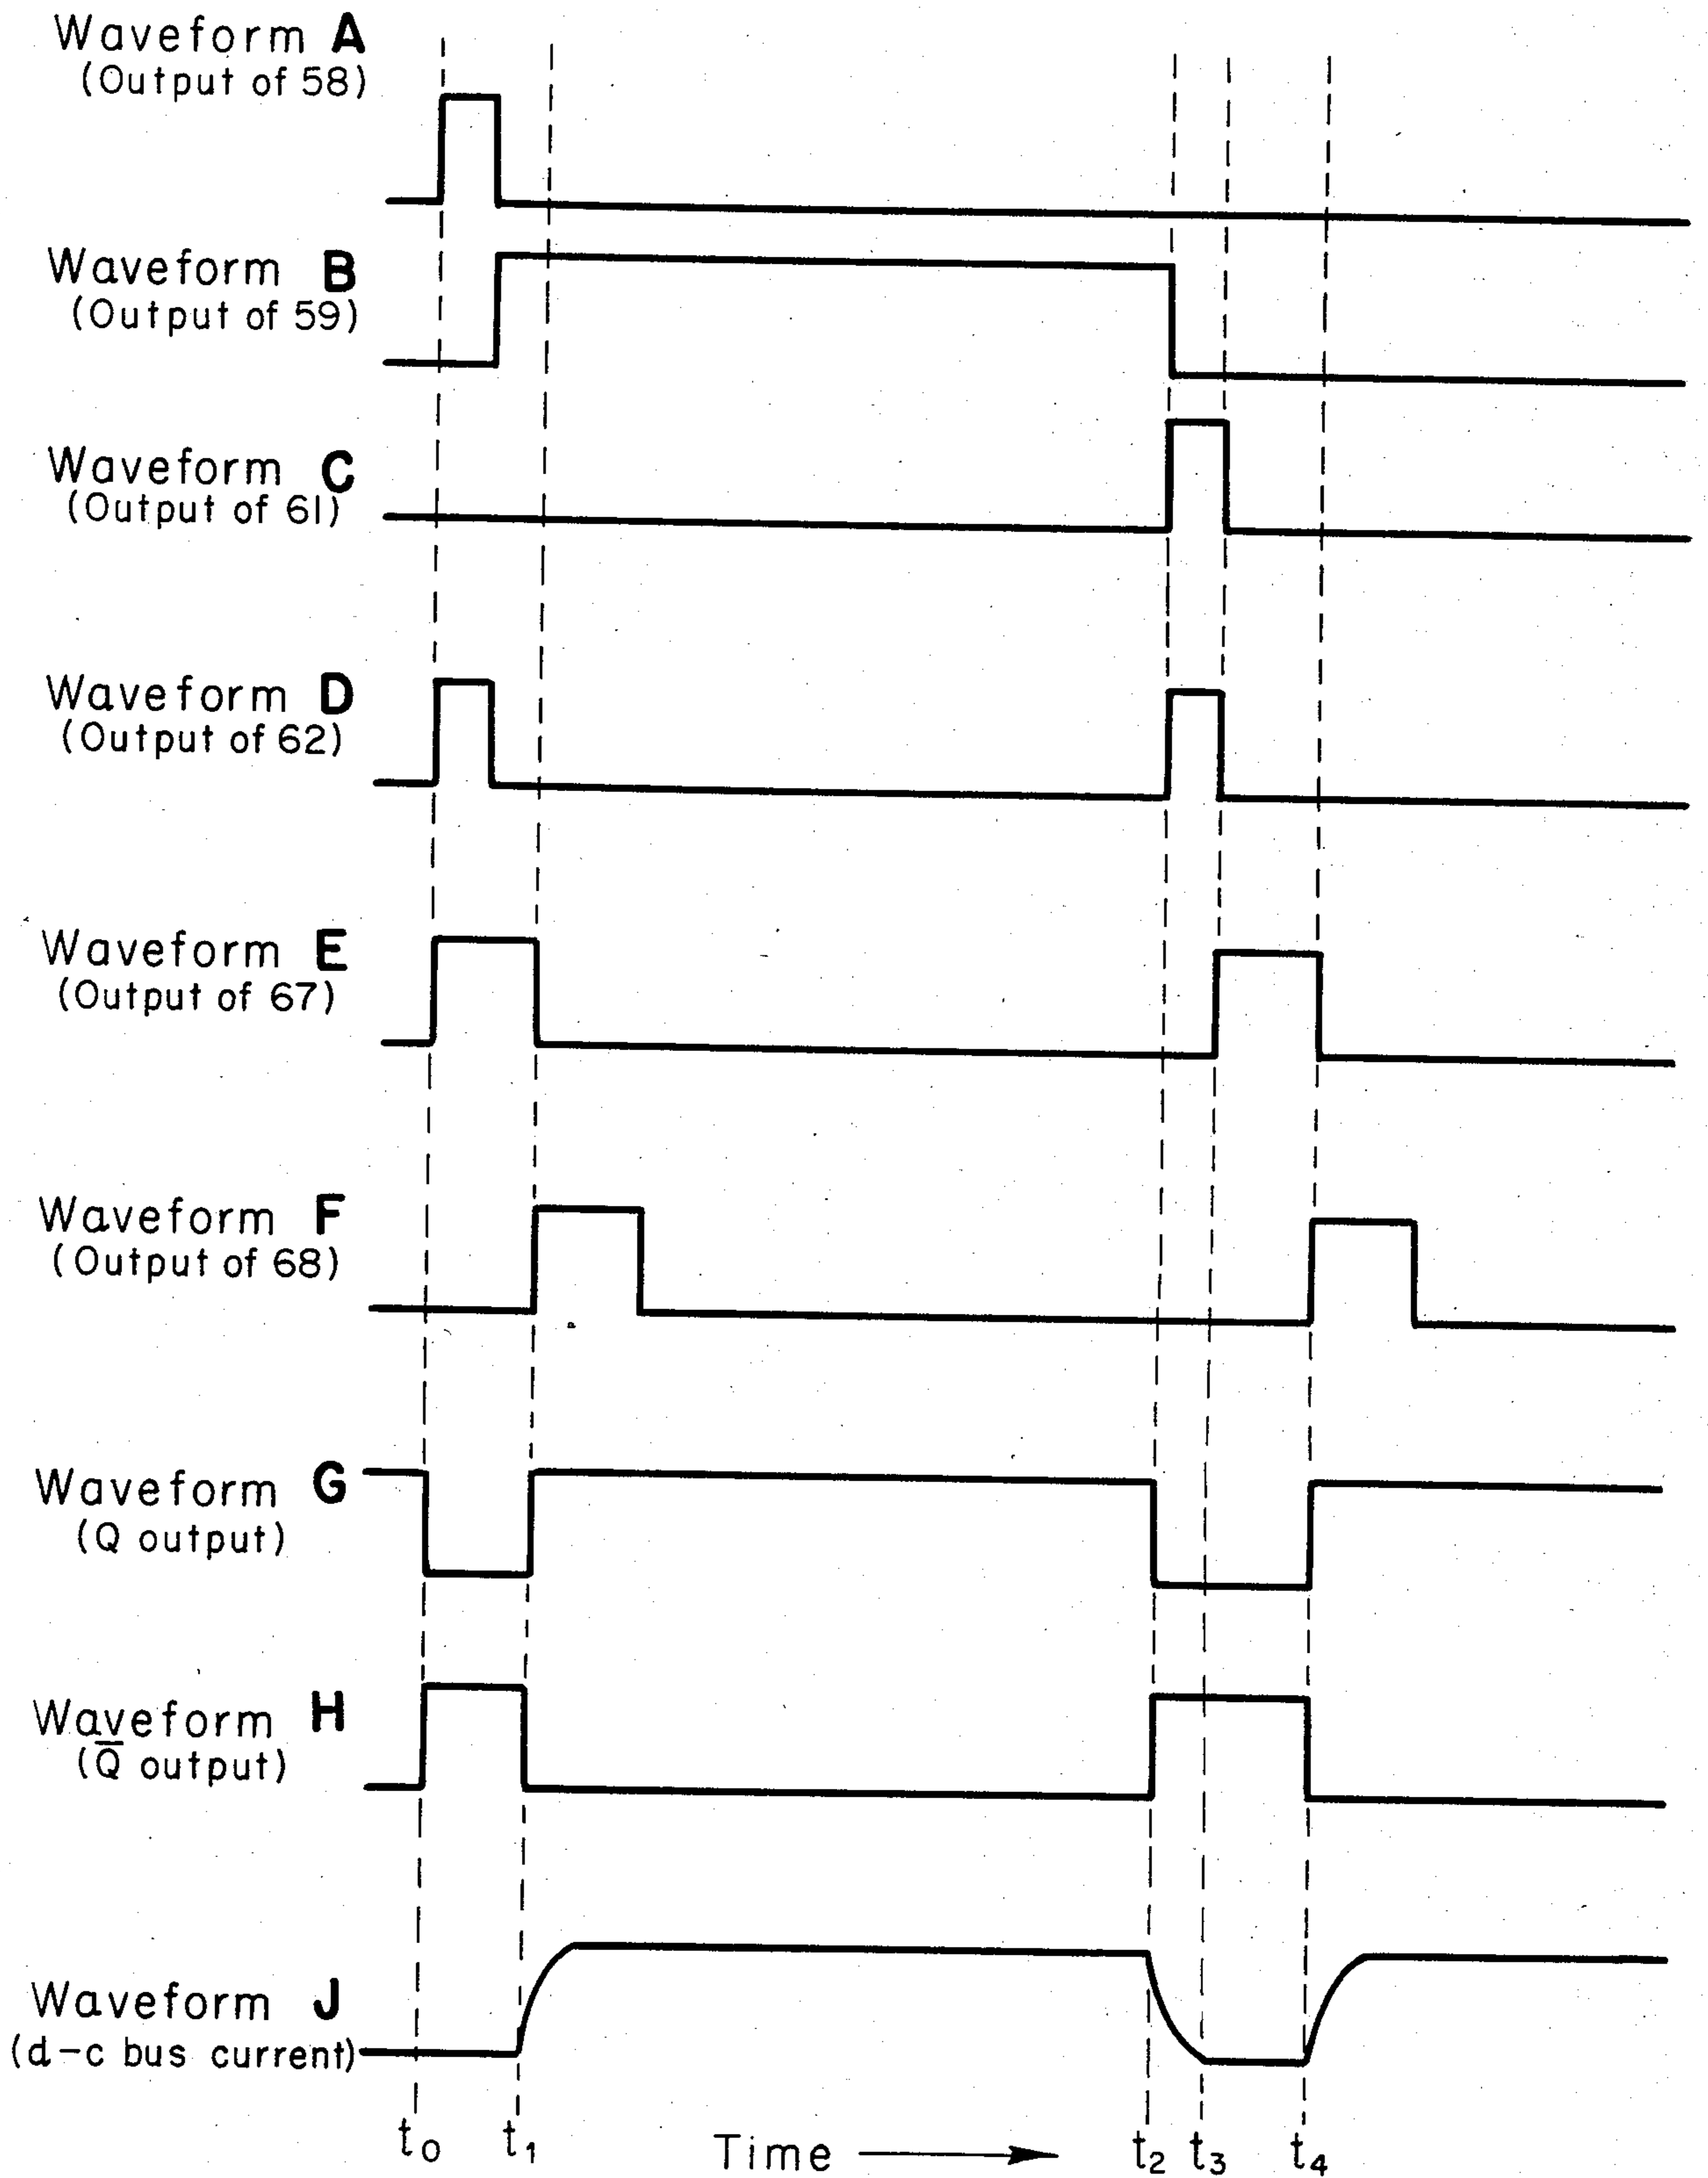 Waveform A
(Output of 58)
Waveform B
(Output of 59)
Waveform C
(Output of 61)
Waveform D
(Output of 62)
Waveform E
(Output of 67)
Waveform F
(Output of 68)
Waveform G
(Q output)
Waveform H
(Q̅ output)
Waveform J
(d-c bus current)
t₀ t₁ Time t₂ t₃ t₄